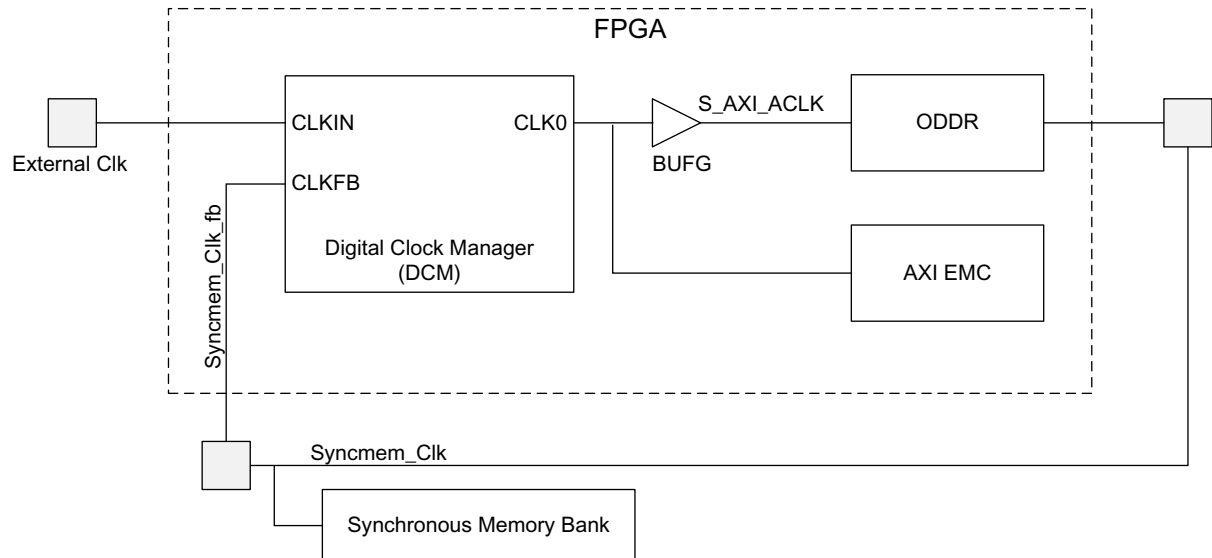 FPGA
S_AXI_ACLK
CLKIN
CLK0
ODDR
External Clk
BUFG
CLKFB
Syncmem_Clk_fb
Digital Clock Manager
(DCM)
AXI EMC
Syncmem_Clk
Synchronous Memory Bank